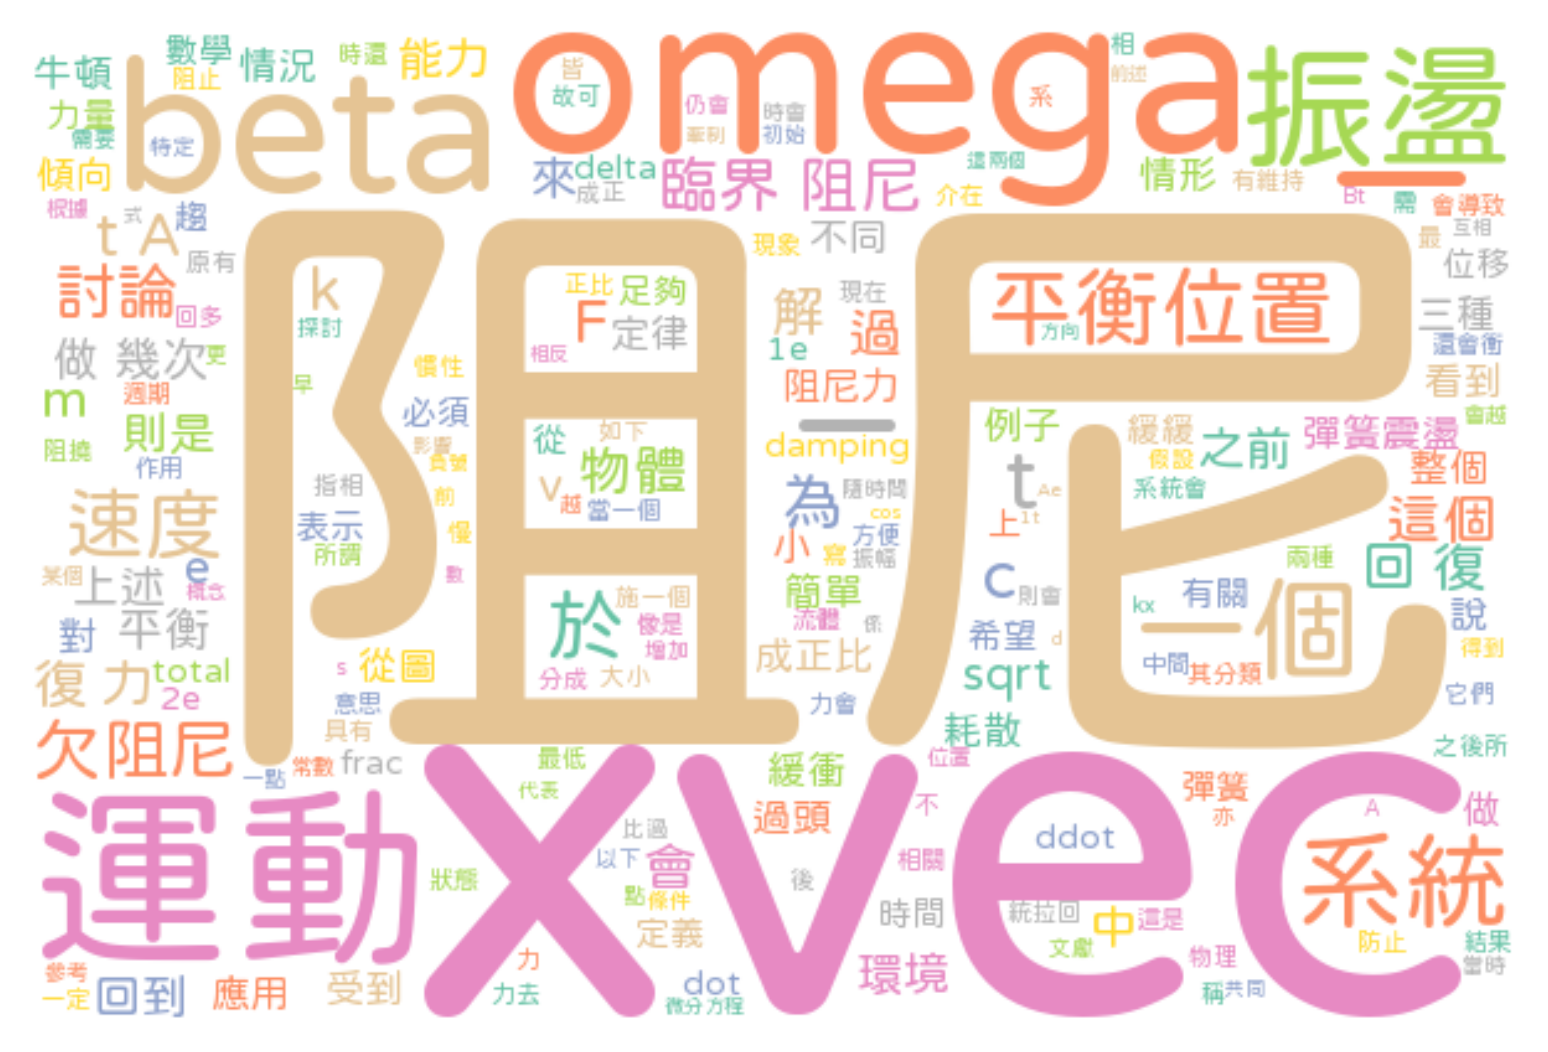 牛頓 數學 情況 時還 能力 omega 相 振盪
阻止 beta 皆 故可 仍會 時會 系 前述
力量 需要 特定 牽制 初始
傾向 來 delta 臨界 阻尼 這兩個 情形 有維持
根據 式 趨 成正 介在 Bt 需 會導致
t A 原有 阻尼 現象 不同 最 互相 位移
討論 回多 k 探討 正比 足夠 F 定律 相反 解 現在 過 1e 平衡位置 方向 三種
做 幾次 更 早 慣性 阻尼力 還會衝 看到
m 週期 則是 必須 影響 負號 從 如下 物體 damping 例子 緩緩 之前 彈簧震盪 會越
阻撓 作用 指相 前 v 越 當一個 為 隨時間 cos t Ae 假設 系統會 整個
速度 表示 慢 小 寫 方便 振幅 上 1t 這個
某個 上述 e 概念 所謂 數 於 施一個 簡單 流體 係 c 則會 兩種 回 復
對 平衡 像是 增加 希望 d kx 有關 一個 說
復 力 total 2e s 從圖 分成 大小 成正比 sqrt 中間 其分類 得到
意思 具有 力會 耗散 它們
欠阻尼 一點 常數 frac 最低 代表 緩衝 位置 之後所
運動 xvec 過頭 不 ddot 彈簧 亦 A 做
狀態 比過 以下 會 點 條件 後 相關 系統
定義 時間 統拉回 中 這是 文獻 防止 結果
參考 一定 回到 應用 受到 力 力去 dot 微分方程 環境 物理 稱 共同 當時